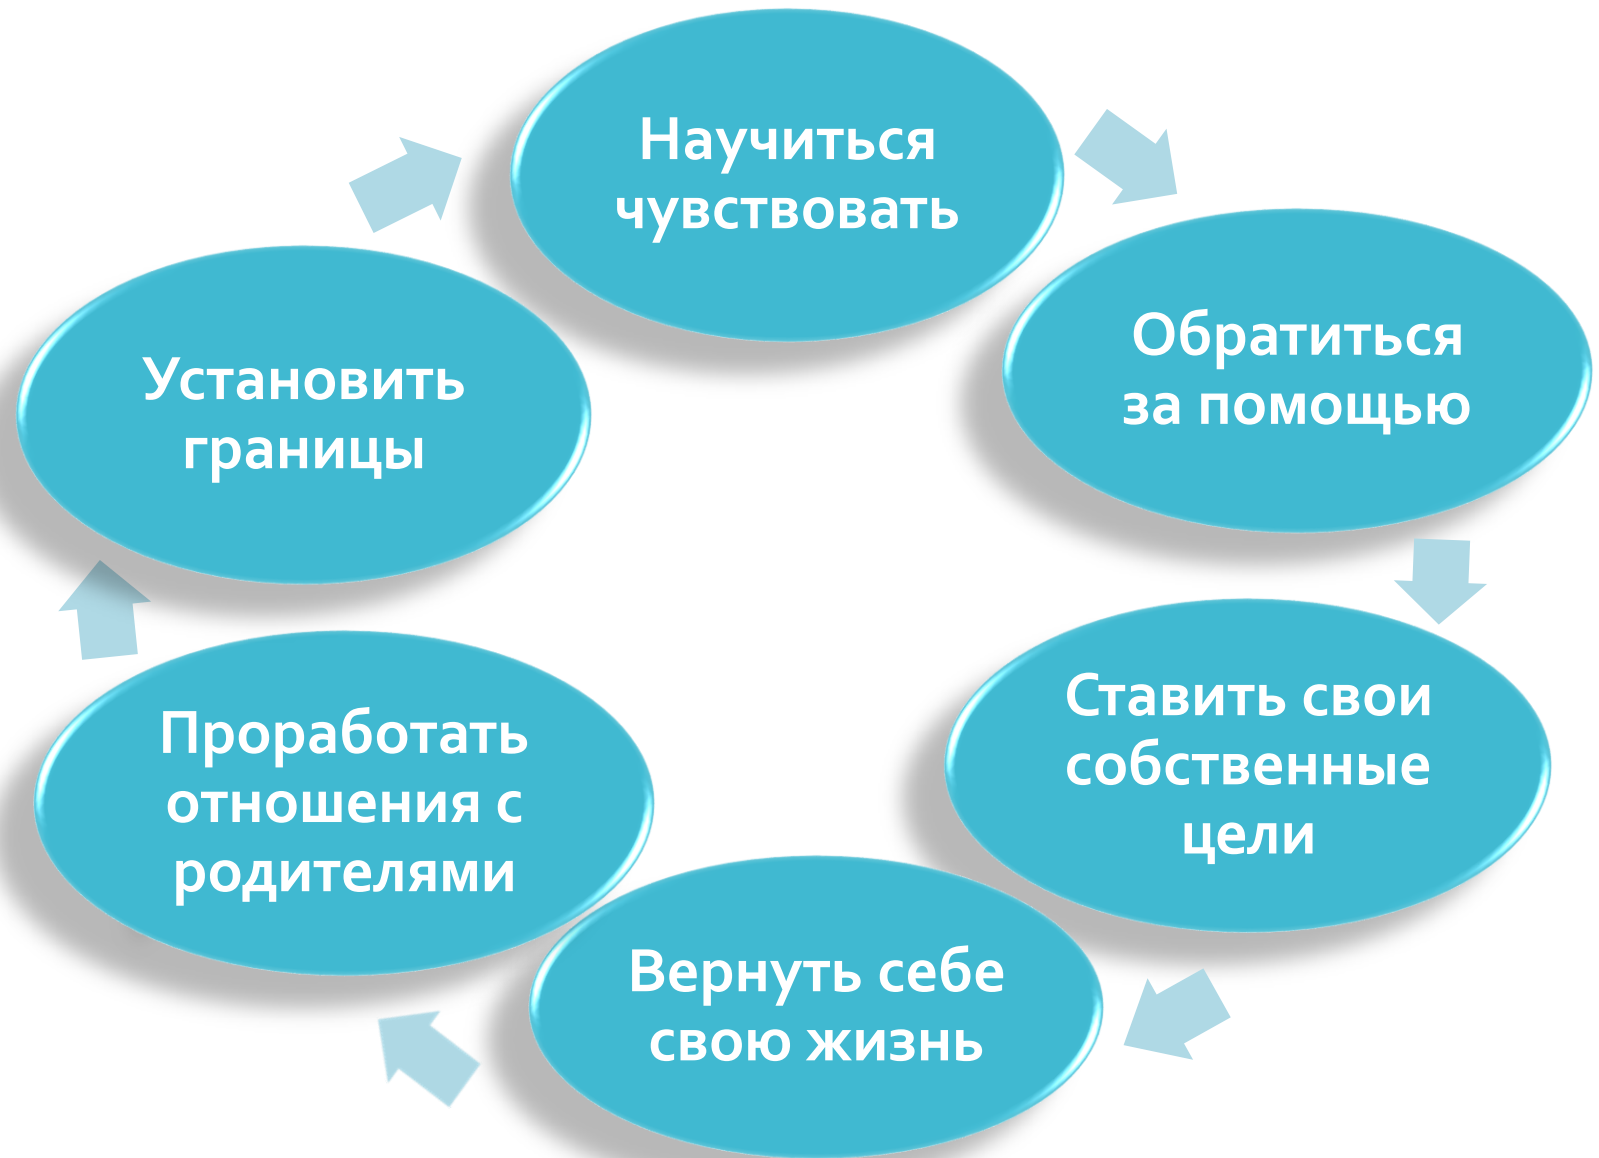 Научиться
чувствовать
Обратиться
за помощью
Ставить свои
собственные
цели
Вернуть себе
свою жизнь
Проработать
отношения с
родителями
Установить
границы